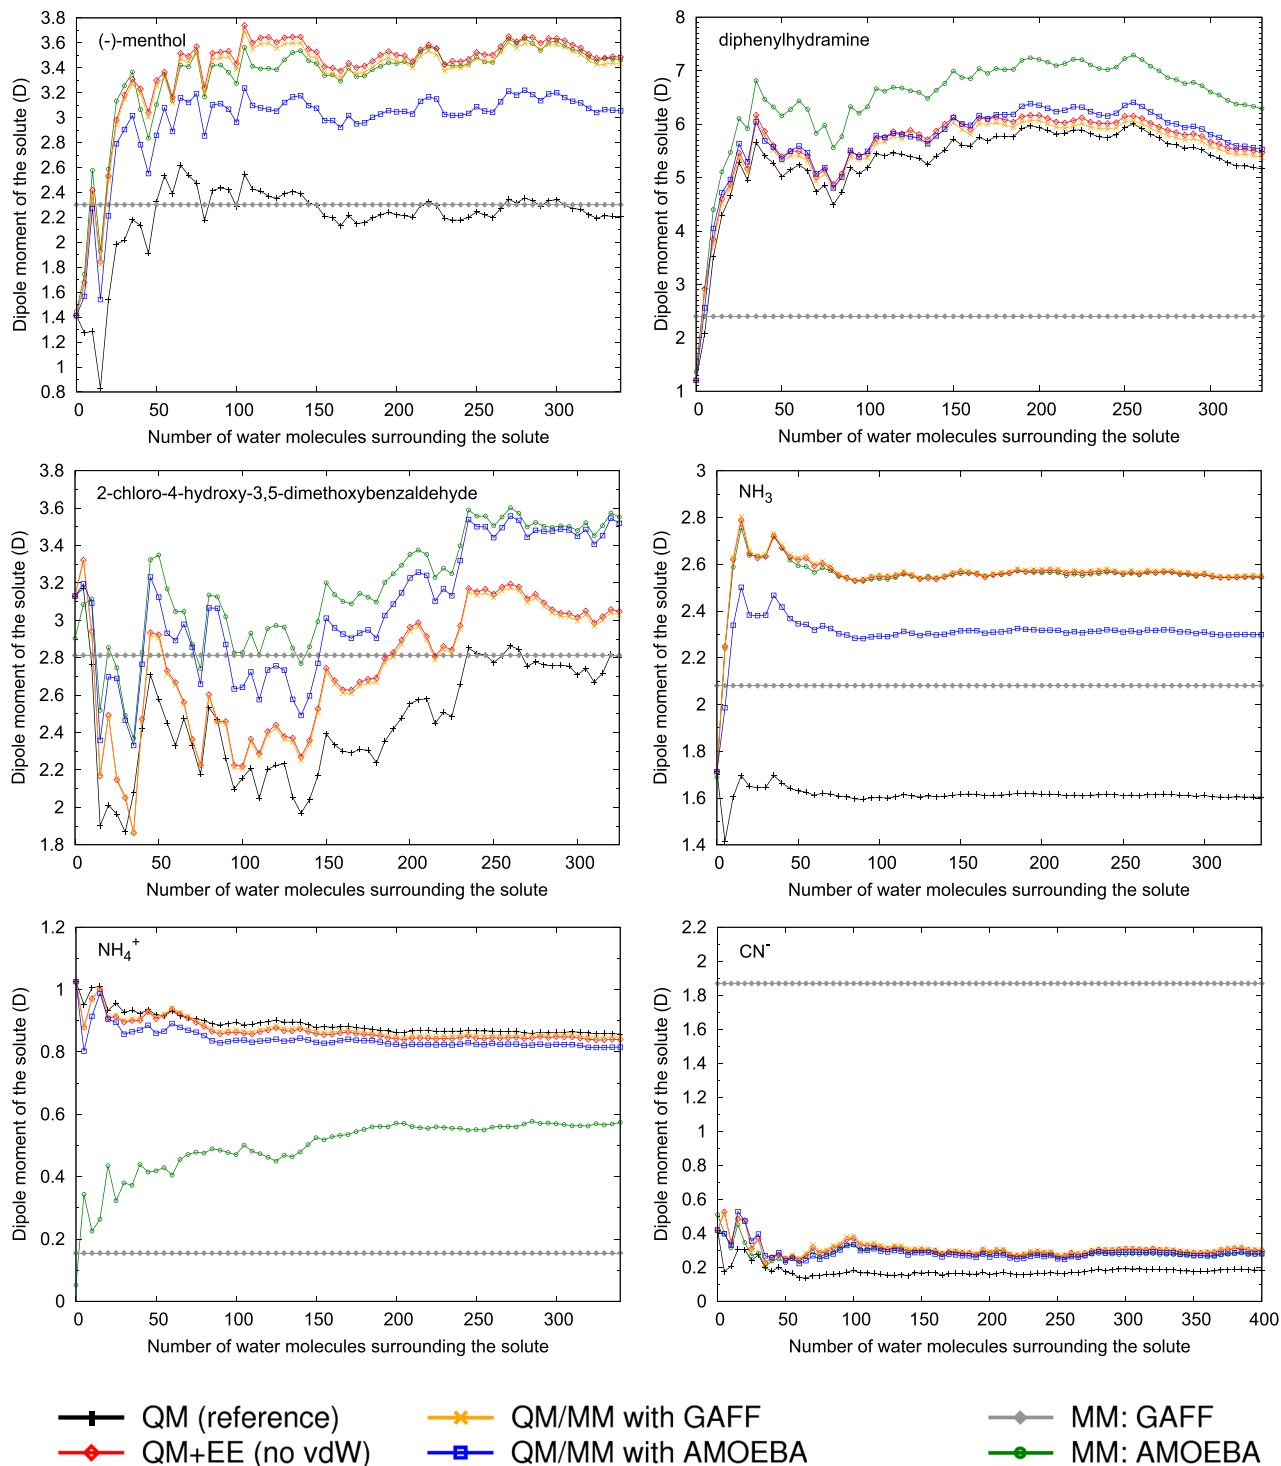 (-)-menthol
Dipole moment of the solute (D)
3.8
3.6
3.4
3.2
3
2.8
2.6
2.4
2.2
2
1.8
1.6
1.4
1.2
1
0.8
0 50 100 150 200 250 300
Number of water molecules surrounding the solute
diphenylhydramine
Dipole moment of the solute (D)
8
7
6
5
4
3
2
1
0 50 100 150 200 250 300
Number of water molecules surrounding the solute
2-chloro-4-hydroxy-3,5-dimethoxybenzaldehyde
Dipole moment of the solute (D)
3.8
3.6
3.4
3.2
3
2.8
2.6
2.4
2.2
2
1.8
0 50 100 150 200 250 300
Number of water molecules surrounding the solute
NH3
Dipole moment of the solute (D)
3
2.8
2.6
2.4
2.2
2
1.8
1.6
1.4
0 50 100 150 200 250 300
Number of water molecules surrounding the solute
NH4+
Dipole moment of the solute (D)
1.2
1
0.8
0.6
0.4
0.2
0
0 50 100 150 200 250 300
Number of water molecules surrounding the solute
CN-
Dipole moment of the solute (D)
2.2
2
1.8
1.6
1.4
1.2
1
0.8
0.6
0.4
0.2
0
0 50 100 150 200 250 300 350 400
Number of water molecules surrounding the solute
QM (reference) QM/MM with GAFF MM: GAFF
QM+EE (no vdW) QM/MM with AMOEBA MM: AMOEBA